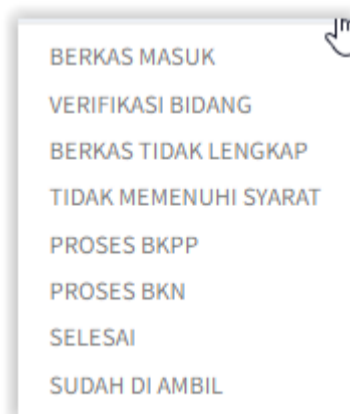 BERKAS MASUK
VERIFIKASI BIDANG
BERKAS TIDAK LENGKAP
TIDAK MEMENUHI SYARAT
PROSES BKPP
PROSES BKN
SELESAI
SUDAH DI AMBIL